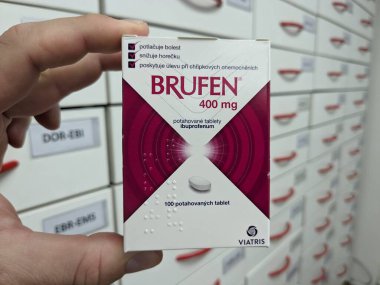 potlačuje bolest
snižuje horečku
poskytuje úlevu při chřipkových onemocněních
BRUFEN®
400 mg
potahované tablety
ibuprofenum
DOR-EBI
100 potahovaných tablet
EBR-EMS
VIATRIS